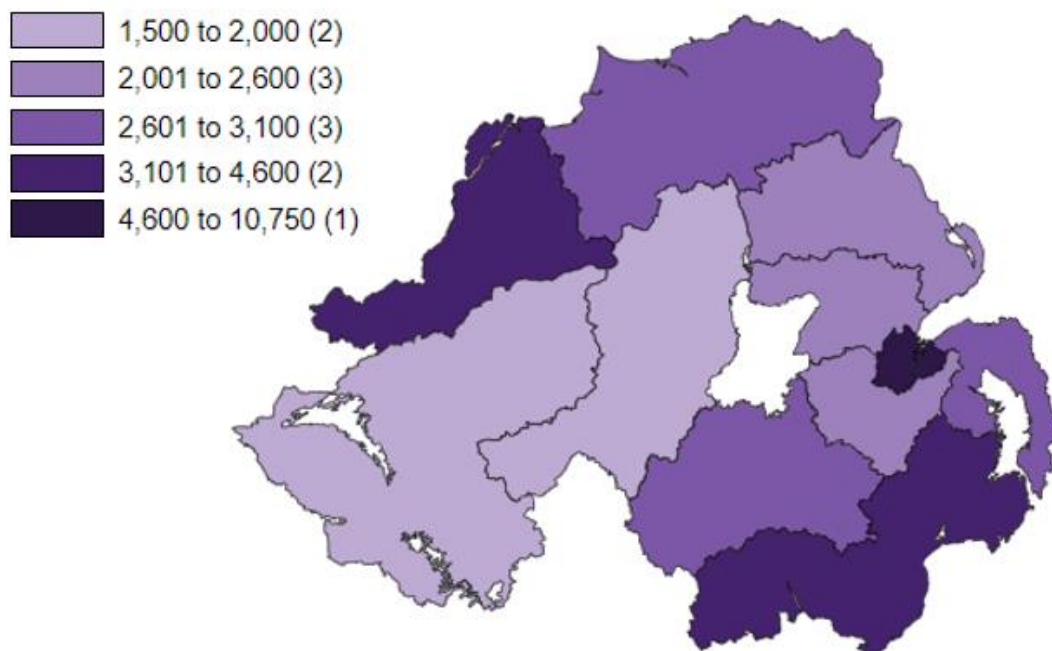 1,500 to 2,000 (2)
2,001 to 2,600 (3)
2,601 to 3,100 (3)
3,101 to 4,600 (2)
4,600 to 10,750 (1)